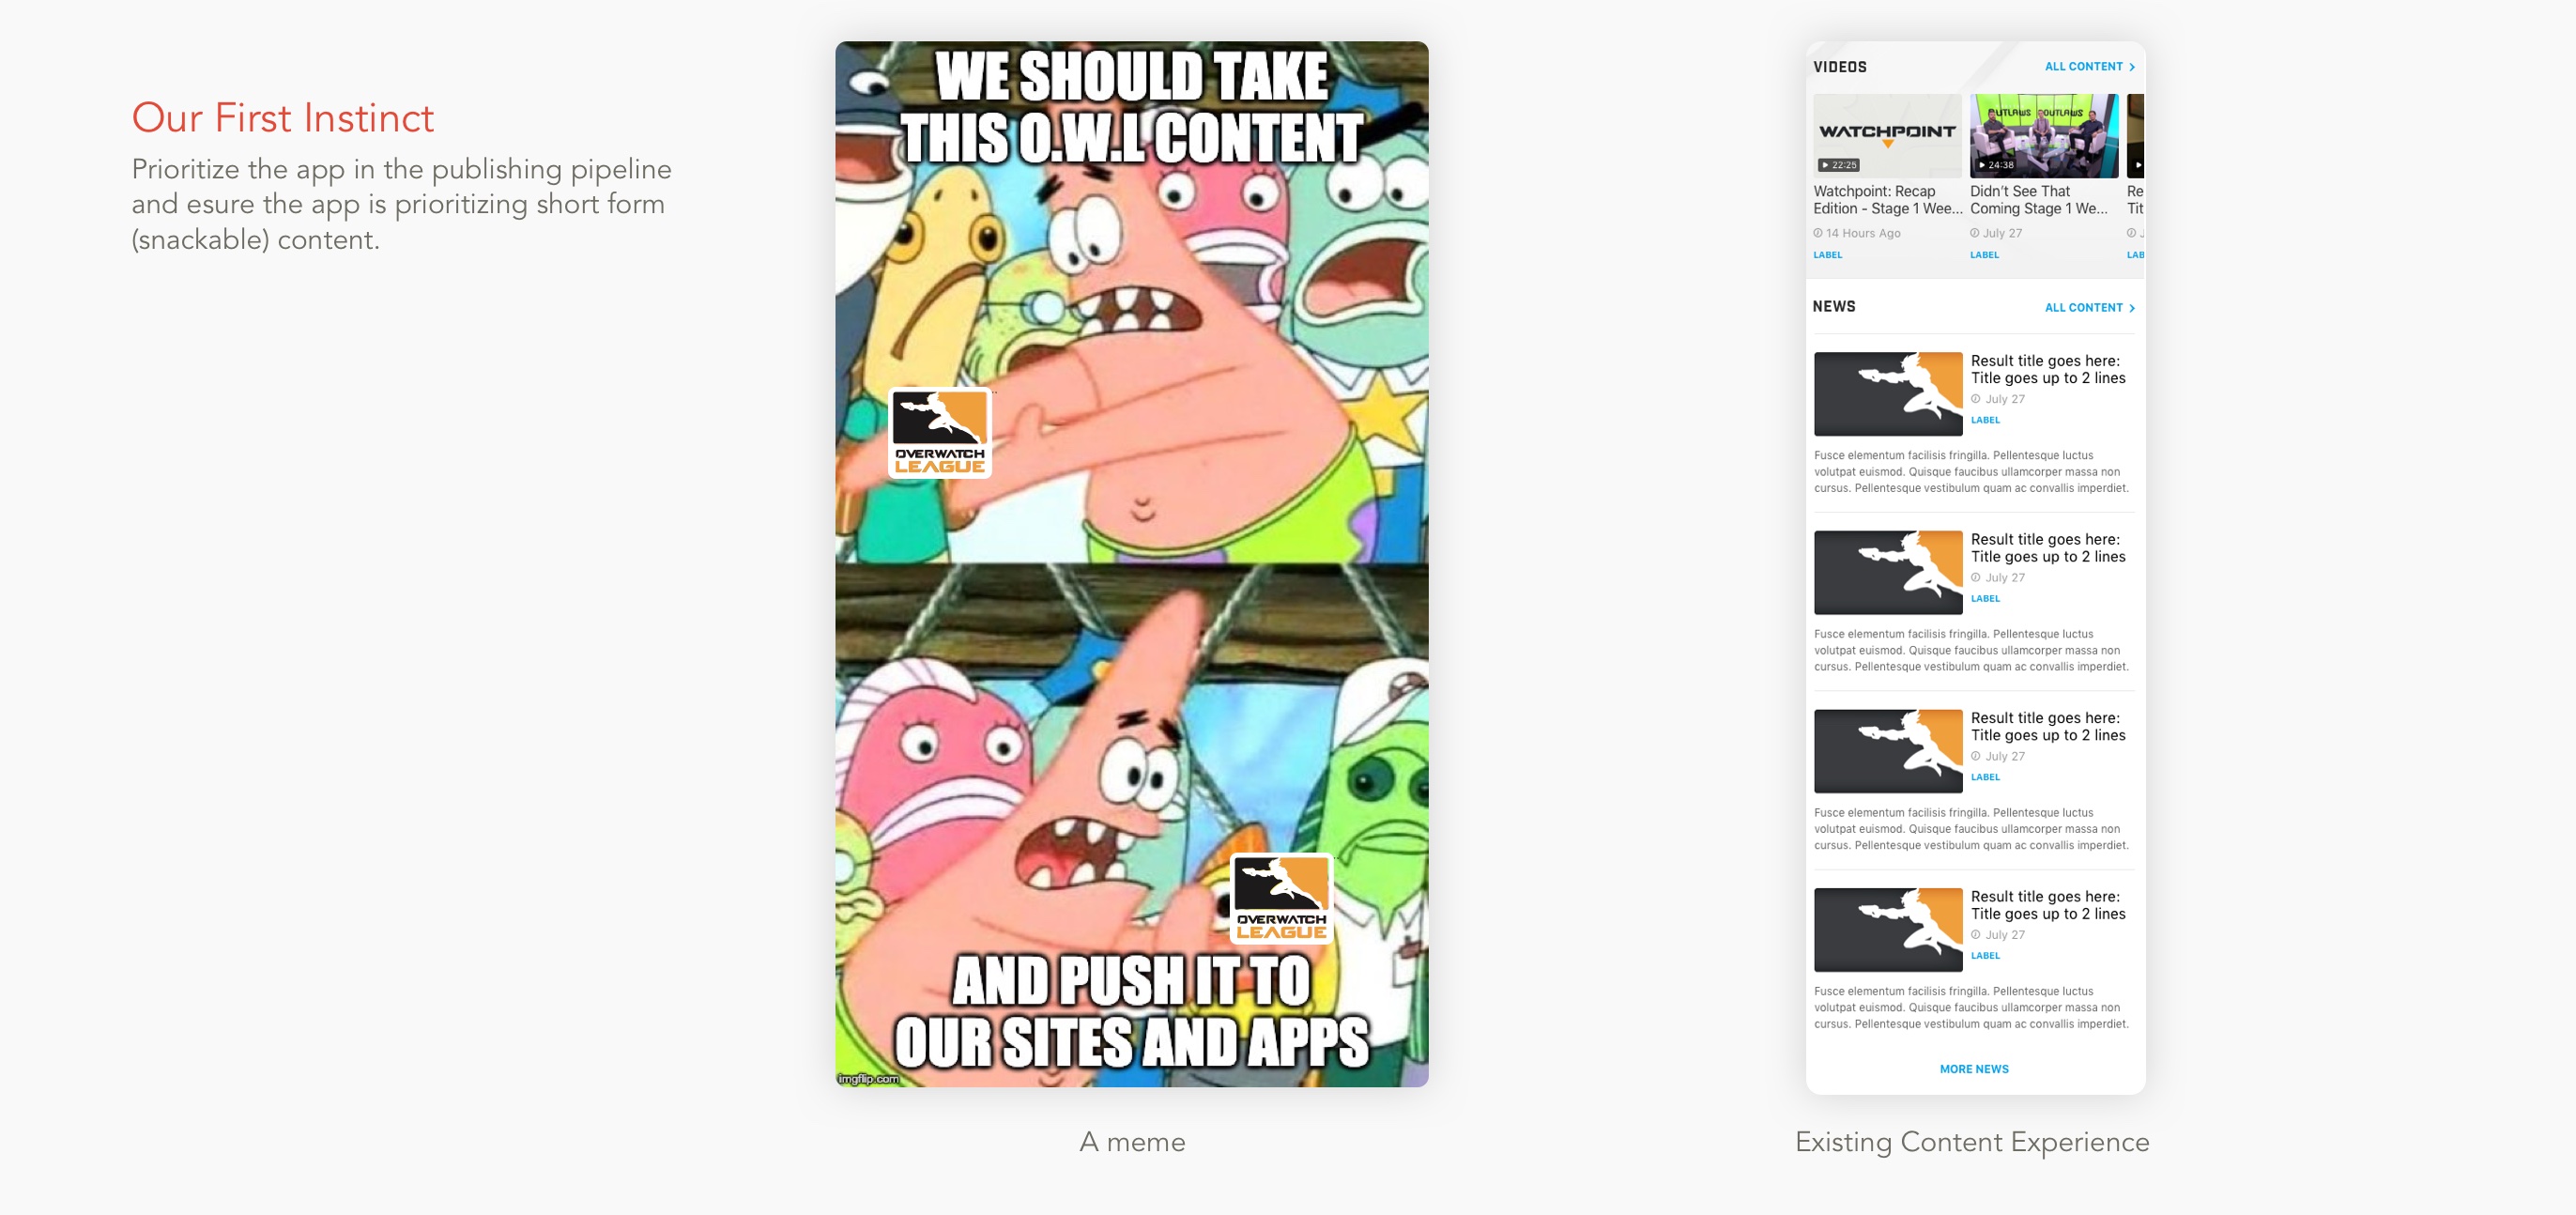 Our First Instinct
Prioritize the app in the publishing pipeline
and esure the app is prioritizing short form
(snackable) content.
WE SHOULD TAKE
THIS O.W.L CONTENT
OVERWATCH
LEAGUE
OVERWATCH
LEAGUE
AND PUSH IT TO
OUR SITES AND APPS
imgflip.com
A meme
VIDEOS
ALL CONTENT >
WATCHPOINT
22:25
OUTLAWS OUTLAWS
24:38
Watchpoint: Recap
Edition - Stage 1 Wee...
14 Hours Ago
LABEL
Didn't See That
Coming Stage 1 We...
July 27
LABEL
Re
Tit
J
LAB
NEWS
ALL CONTENT >
Result title goes here:
Title goes up to 2 lines
July 27
LABEL
Fusce elementum facilisis fringilla. Pellentesque luctus
volutpat euismod. Quisque faucibus ullamcorper massa non
cursus. Pellentesque vestibulum quam ac convallis imperdiet.
Result title goes here:
Title goes up to 2 lines
July 27
LABEL
Fusce elementum facilisis fringilla. Pellentesque luctus
volutpat euismod. Quisque faucibus ullamcorper massa non
cursus. Pellentesque vestibulum quam ac convallis imperdiet.
Result title goes here:
Title goes up to 2 lines
July 27
LABEL
Fusce elementum facilisis fringilla. Pellentesque luctus
volutpat euismod. Quisque faucibus ullamcorper massa non
cursus. Pellentesque vestibulum quam ac convallis imperdiet.
Result title goes here:
Title goes up to 2 lines
July 27
LABEL
Fusce elementum facilisis fringilla. Pellentesque luctus
volutpat euismod. Quisque faucibus ullamcorper massa non
cursus. Pellentesque vestibulum quam ac convallis imperdiet.
MORE NEWS
Existing Content Experience